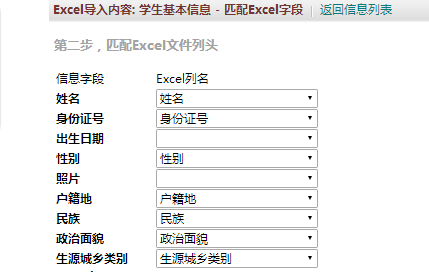 Excel导入内容: 学生基本信息 - 匹配Excel字段 | 返回信息列表
第二步，匹配Excel文件列头
信息字段 Excel列名
姓名 姓名
身份证号 身份证号
出生日期
性别 性别
照片
户籍地 户籍地
民族 民族
政治面貌 政治面貌
生源城乡类别 生源城乡类别